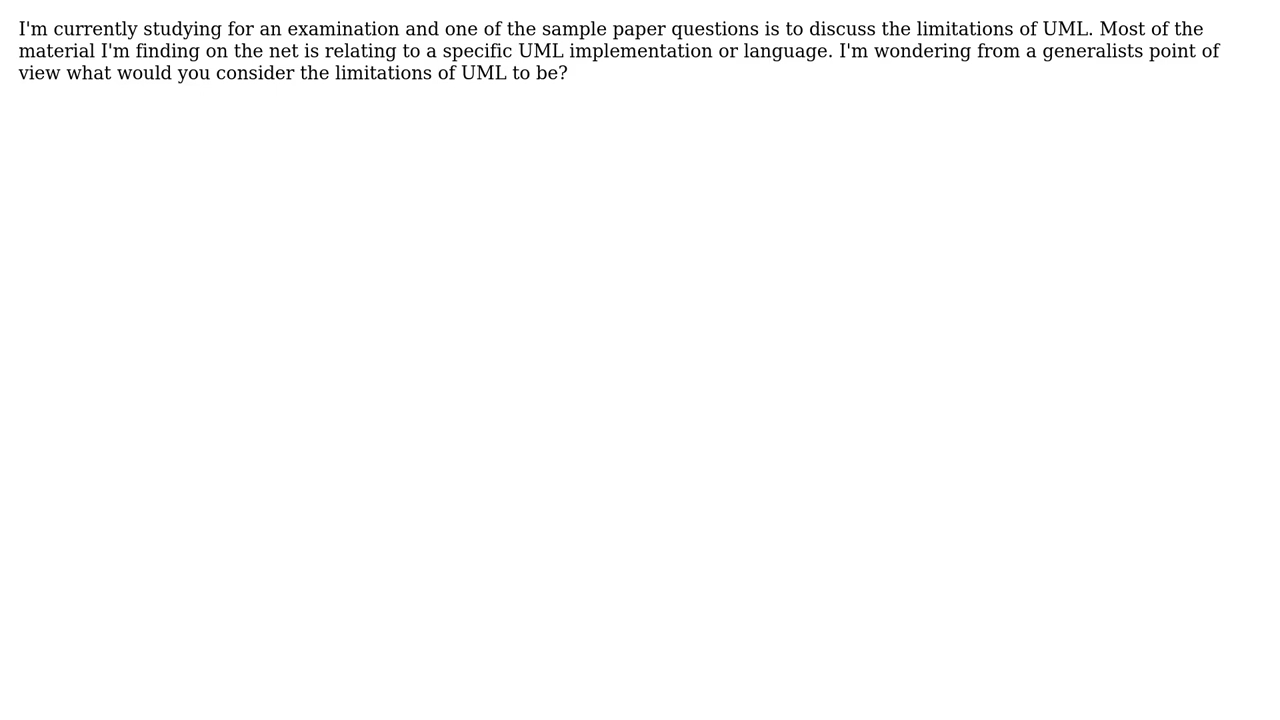 I'm currently studying for an examination and one of the sample paper questions is to discuss the limitations of UML. Most of the
material I'm finding on the net is relating to a specific UML implementation or language. I'm wondering from a generalists point of
view what would you consider the limitations of UML to be?